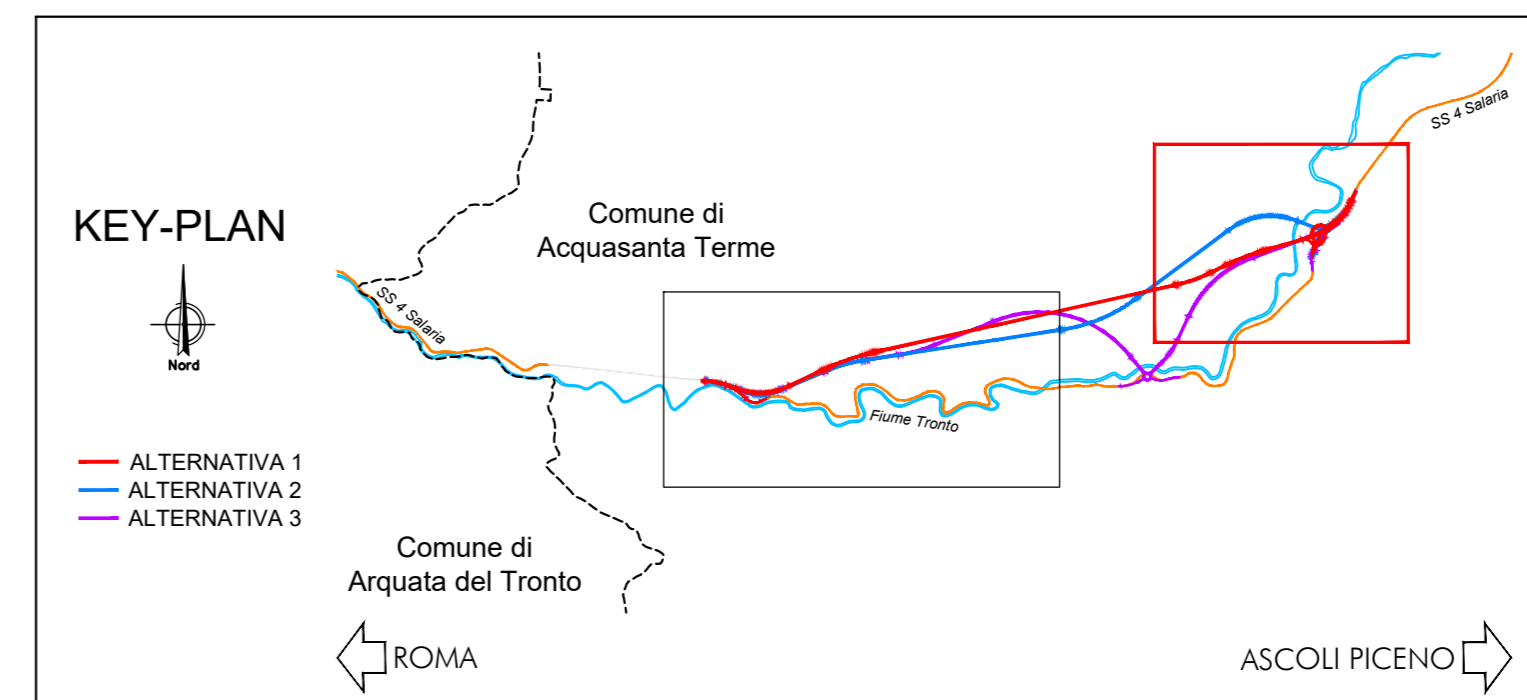 SS 4 Salaria
KEY-PLAN
Comune di
Acquasanta Terme
Nord
SS 4 Salaria
Fiume Tronto
ALTERNATIVA 1
ALTERNATIVA 2
ALTERNATIVA 3
Comune di
Arquata del Tronto
ROMA
ASCOLI PICENO